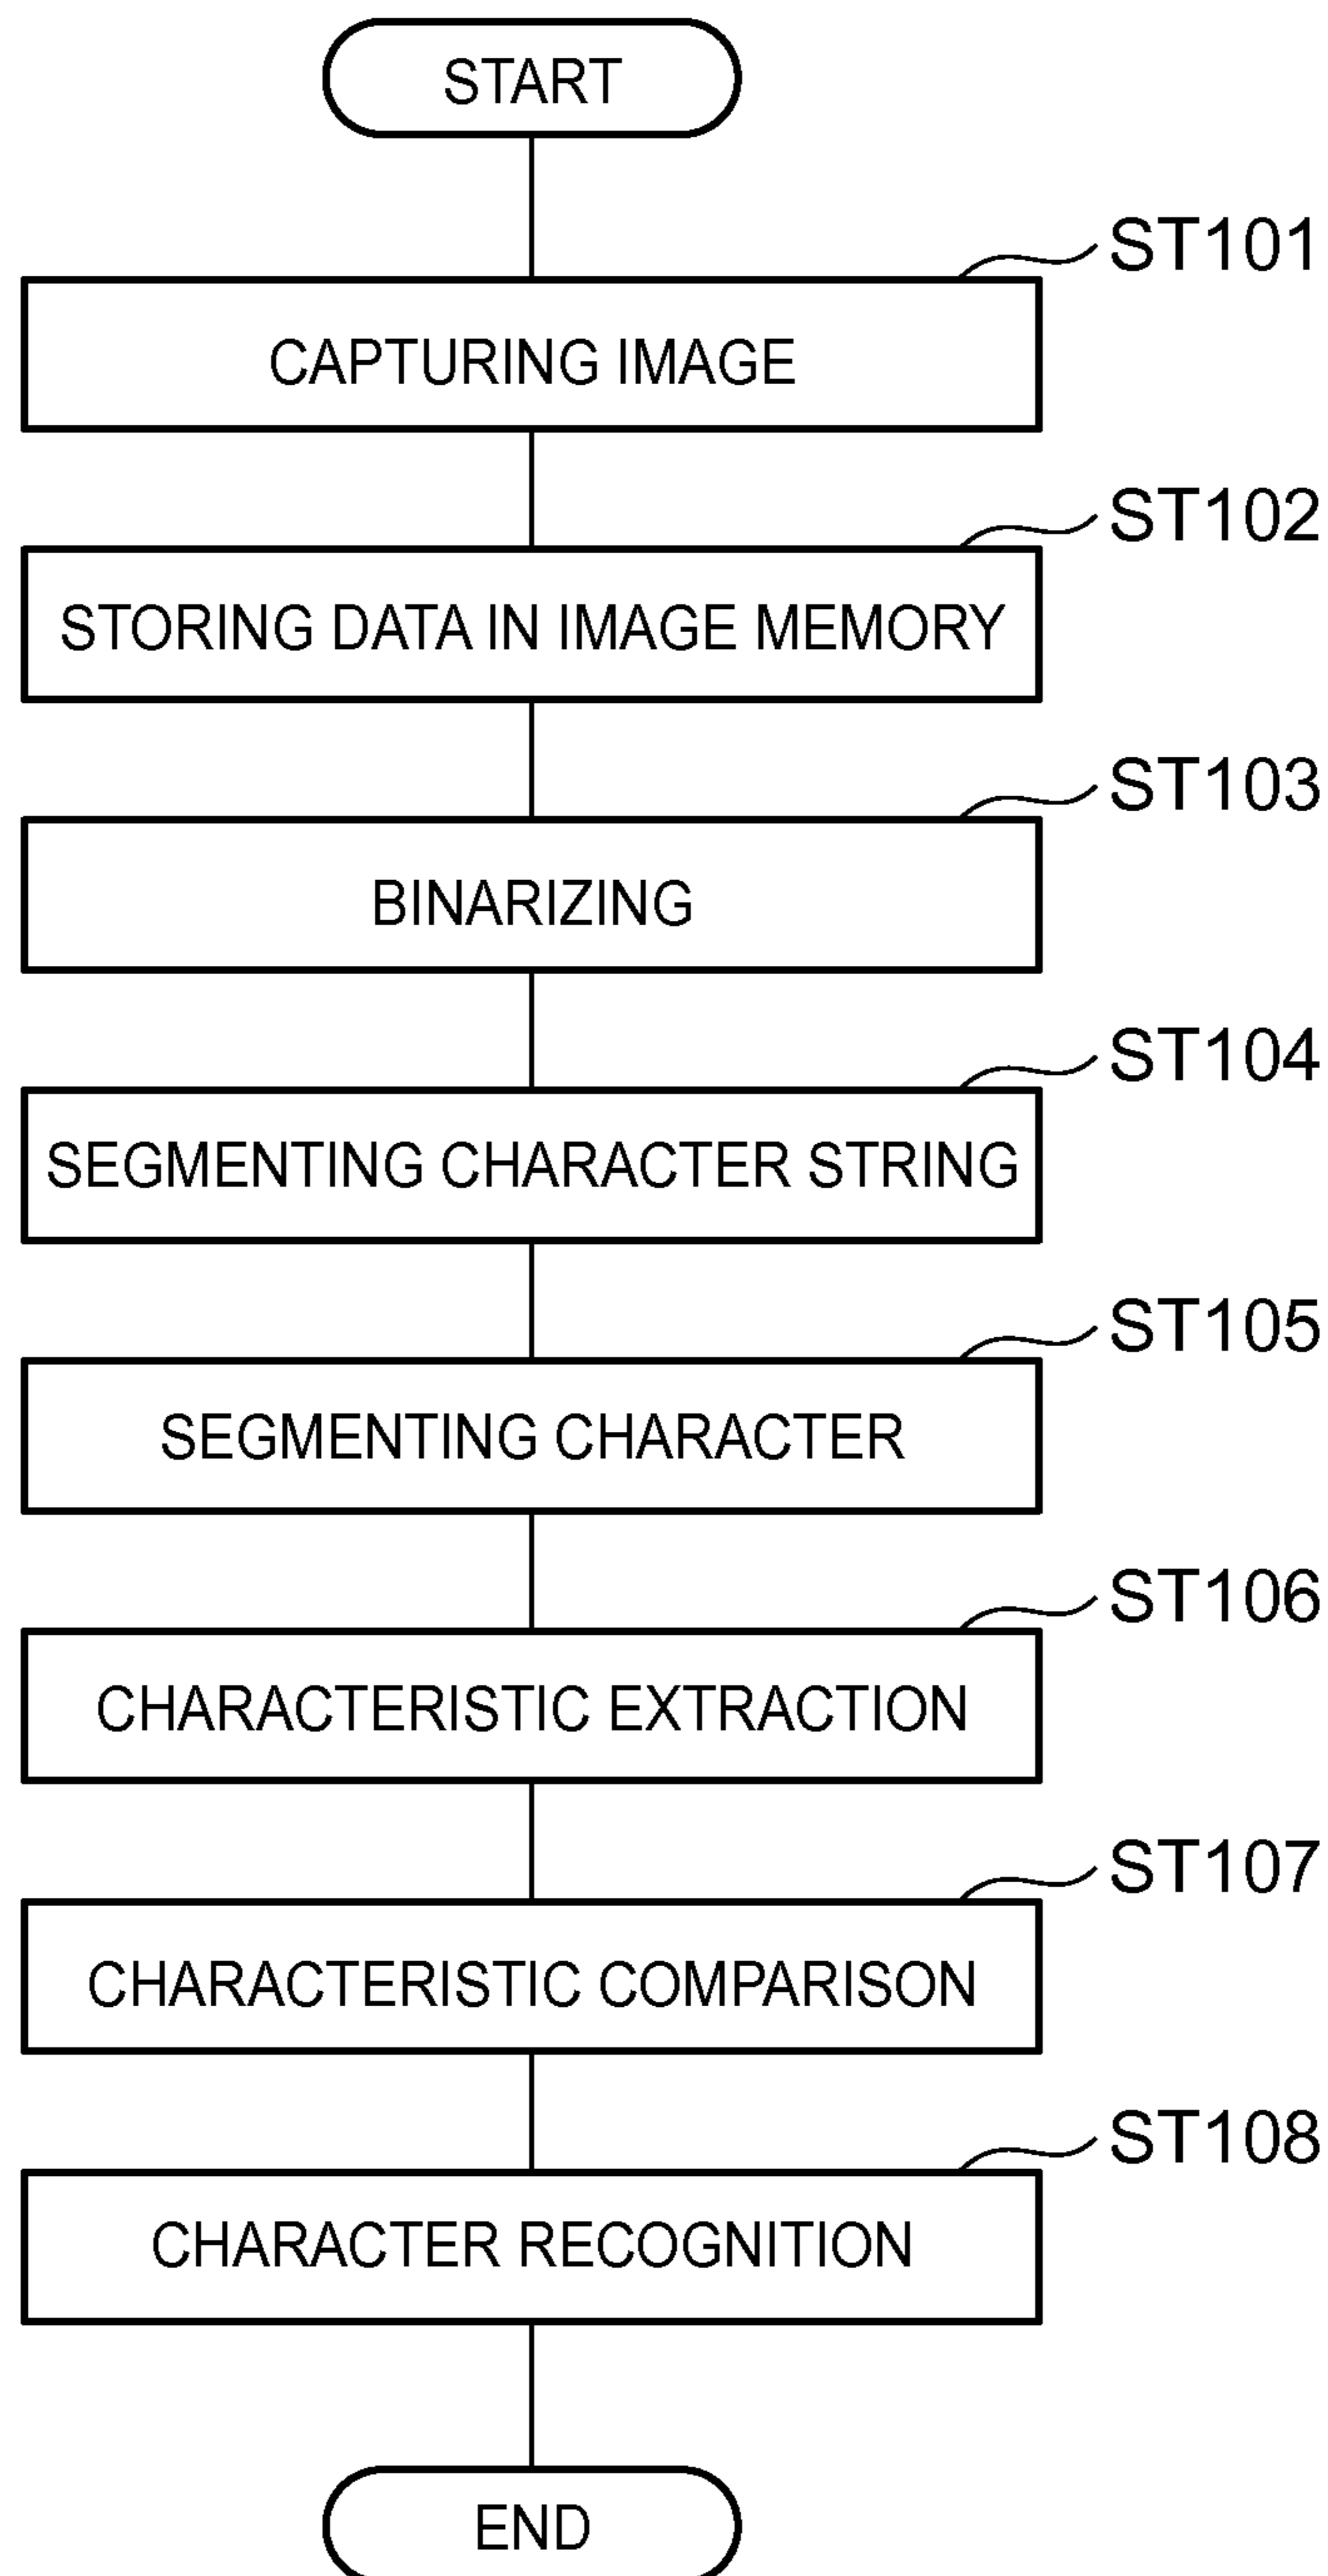 START
ST101
CAPTURING IMAGE
ST102
STORING DATA IN IMAGE MEMORY
ST103
BINARIZING
ST104
SEGMENTING CHARACTER STRING
ST105
SEGMENTING CHARACTER
ST106
CHARACTERISTIC EXTRACTION
ST107
CHARACTERISTIC COMPARISON
ST108
CHARACTER RECOGNITION
END